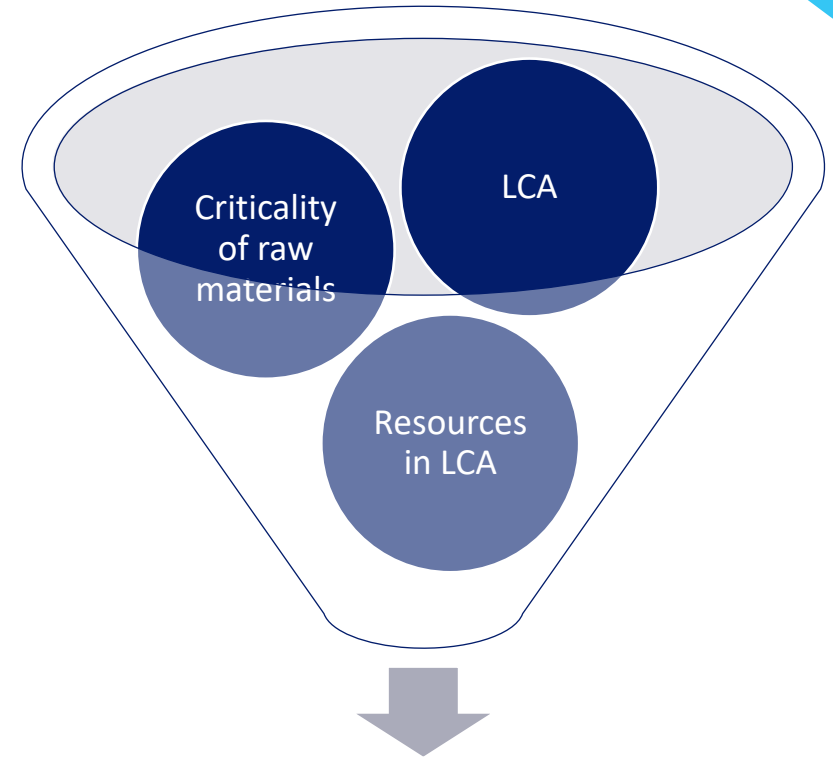 Criticality
of raw
materials
LCA
Resources
in LCA